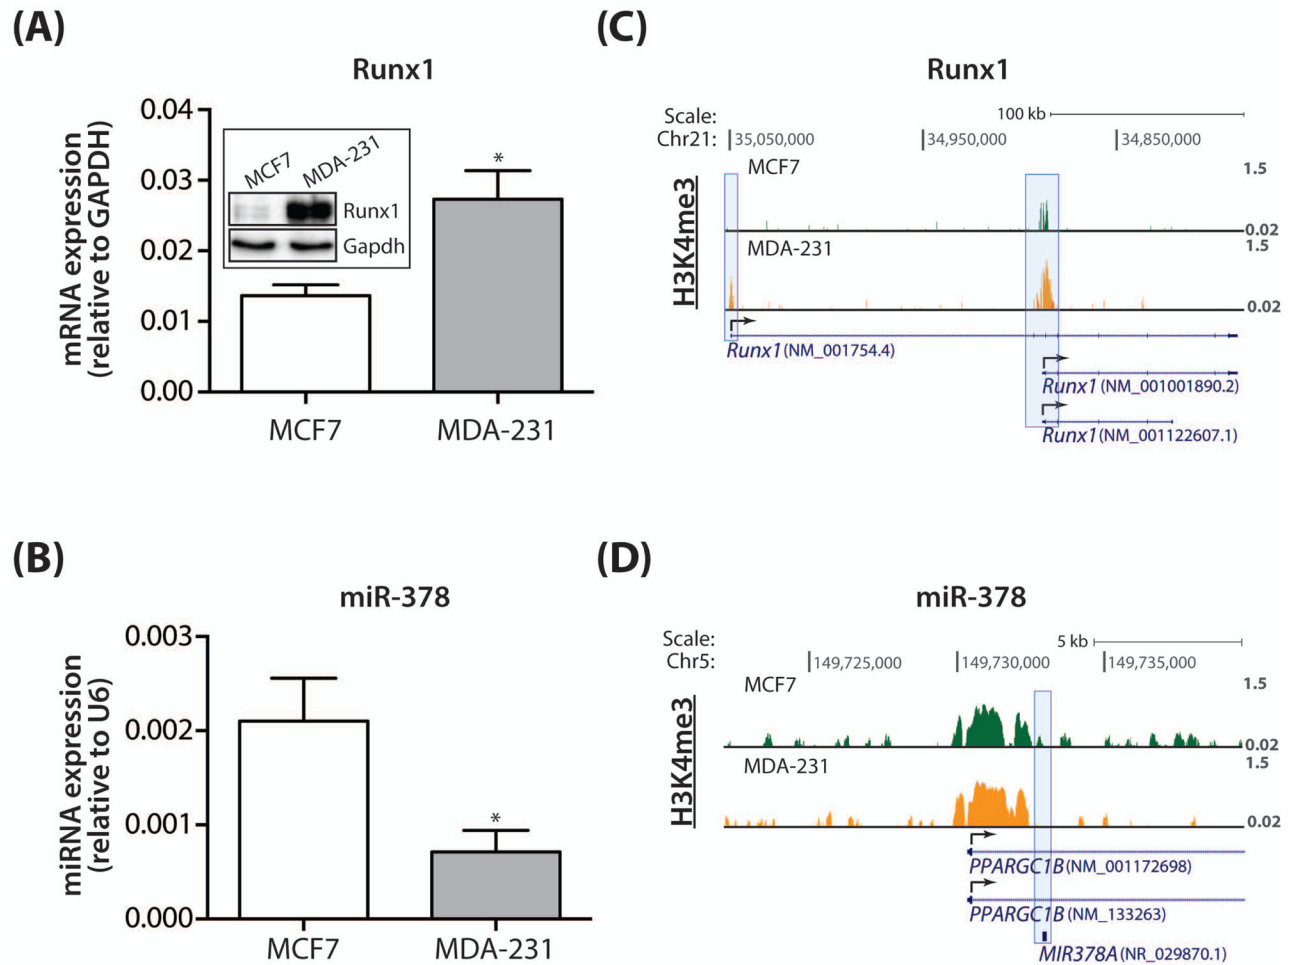 (A)
Runx1
mRNA expression
(relative to GAPDH)
0.04
0.03
0.02
0.01
0.00
MCF7
MDA-231
Runx1
Gapdh
*
MCF7
MDA-231
(C)
Runx1
Scale:
100 kb
Chr21:
35,050,000
34,950,000
34,850,000
H3K4me3
MCF7
1.5
0.02
MDA-231
1.5
0.02
Runx1 (NM_001754.4)
Runx1 (NM_001001890.2)
Runx1 (NM_001122607.1)
(B)
miR-378
miRNA expression
(relative to U6)
0.003
0.002
0.001
0.000
*
MCF7
MDA-231
(D)
miR-378
Scale:
5 kb
Chr5:
149,725,000
149,730,000
149,735,000
H3K4me3
MCF7
1.5
0.02
MDA-231
1.5
0.02
PPARGC1B (NM_001172698)
PPARGC1B (NM_133263)
MIR378A (NR_029870.1)